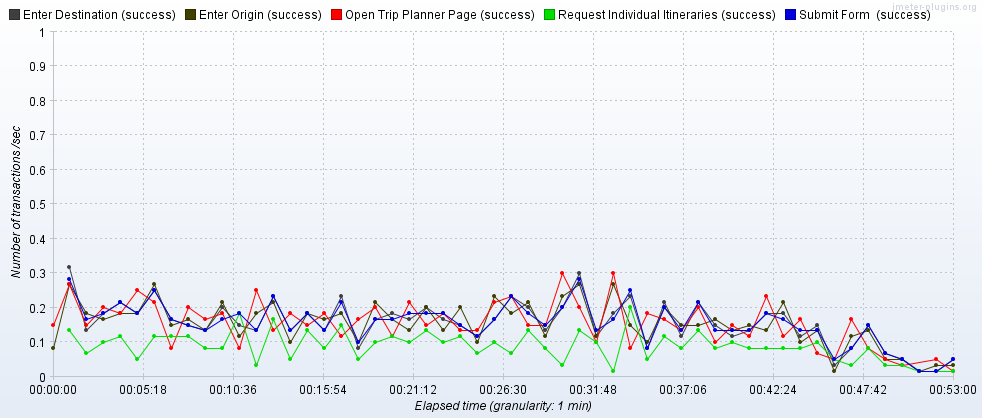 jmeter-plugins.org
Enter Destination (success) Enter Origin (success) Open Trip Planner Page (success) Request Individual Itineraries (success) Submit Form  (success)
1
0.9
0.8
0.7
0.6
0.5
0.4
0.3
0.2
0.1
0
Number of transactions /sec
00:00:00 00:05:18 00:10:36 00:15:54 00:21:12 00:26:30 00:31:48 00:37:06 00:42:24 00:47:42 00:53:00
Elapsed time (granularity: 1 min)